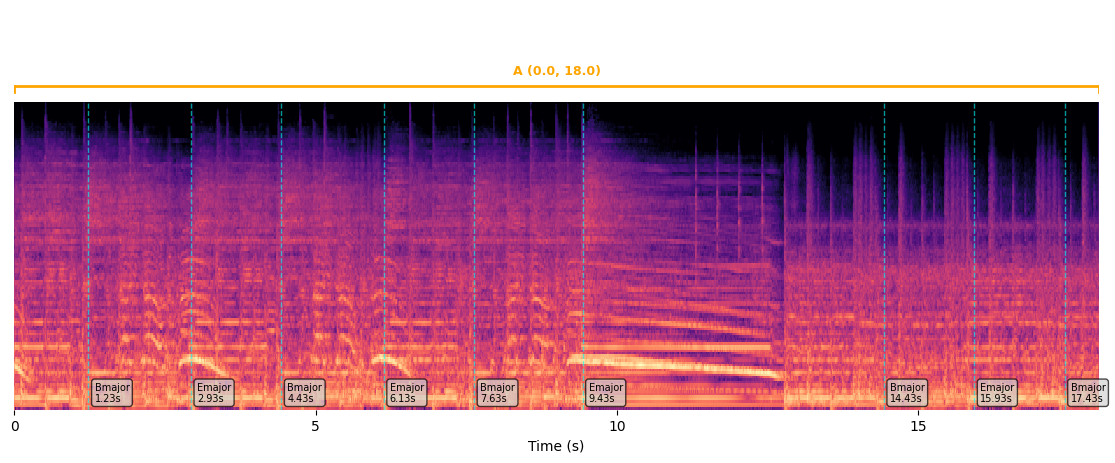 A (0.0, 18.0)
Bmajor
1.23s
Emajor
2.93s
Bmajor
4.43s
Emajor
6.13s
Bmajor
7.63s
Emajor
9.43s
Bmajor
14.43s
Emajor
15.93s
Bmajor
17.43s
0
5
10
15
Time (s)